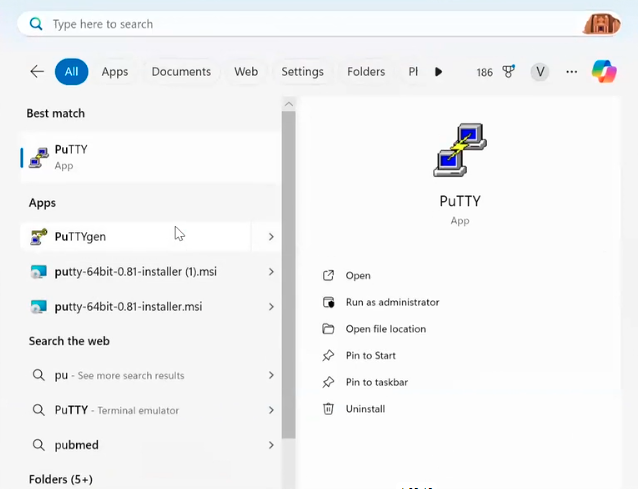 Type here to search
All Apps Documents Web Settings Folders Pl 186 V ...
Best match
PuTTY
App
Apps
PuTTYgen
putty-64bit-0.81-installer (1).msi
putty-64bit-0.81-installer.msi
Search the web
pu - See more search results
PuTTY - Terminal emulator
pubmed
Folders (5+)
PuTTY
App
Open
Run as administrator
Open file location
Pin to Start
Pin to taskbar
Uninstall